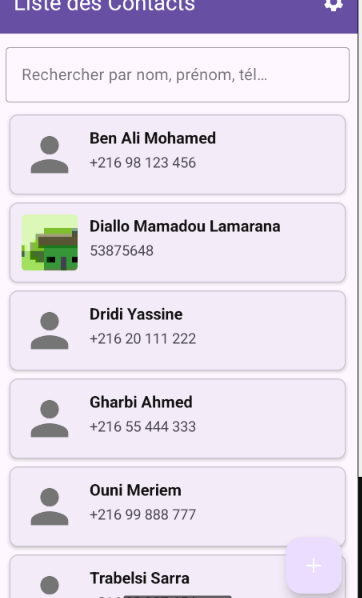 Liste des Contacts
Rechercher par nom, prénom, tél...
Ben Ali Mohamed
+216 98 123 456
Diallo Mamadou Lamarana
53875648
Dridi Yassine
+216 20 111 222
Gharbi Ahmed
+216 55 444 333
Ouni Meriem
+216 99 888 777
Trabelsi Sarra